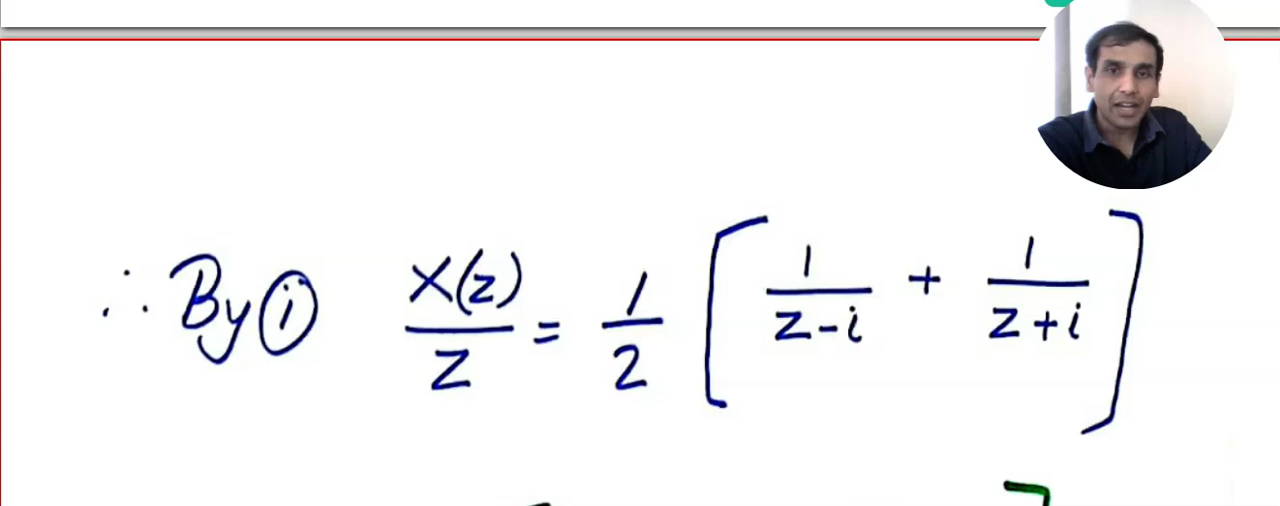 ∴ By ⓘ X(z)/z = 1/2 [ 1/(z-i) + 1/(z+i) ]